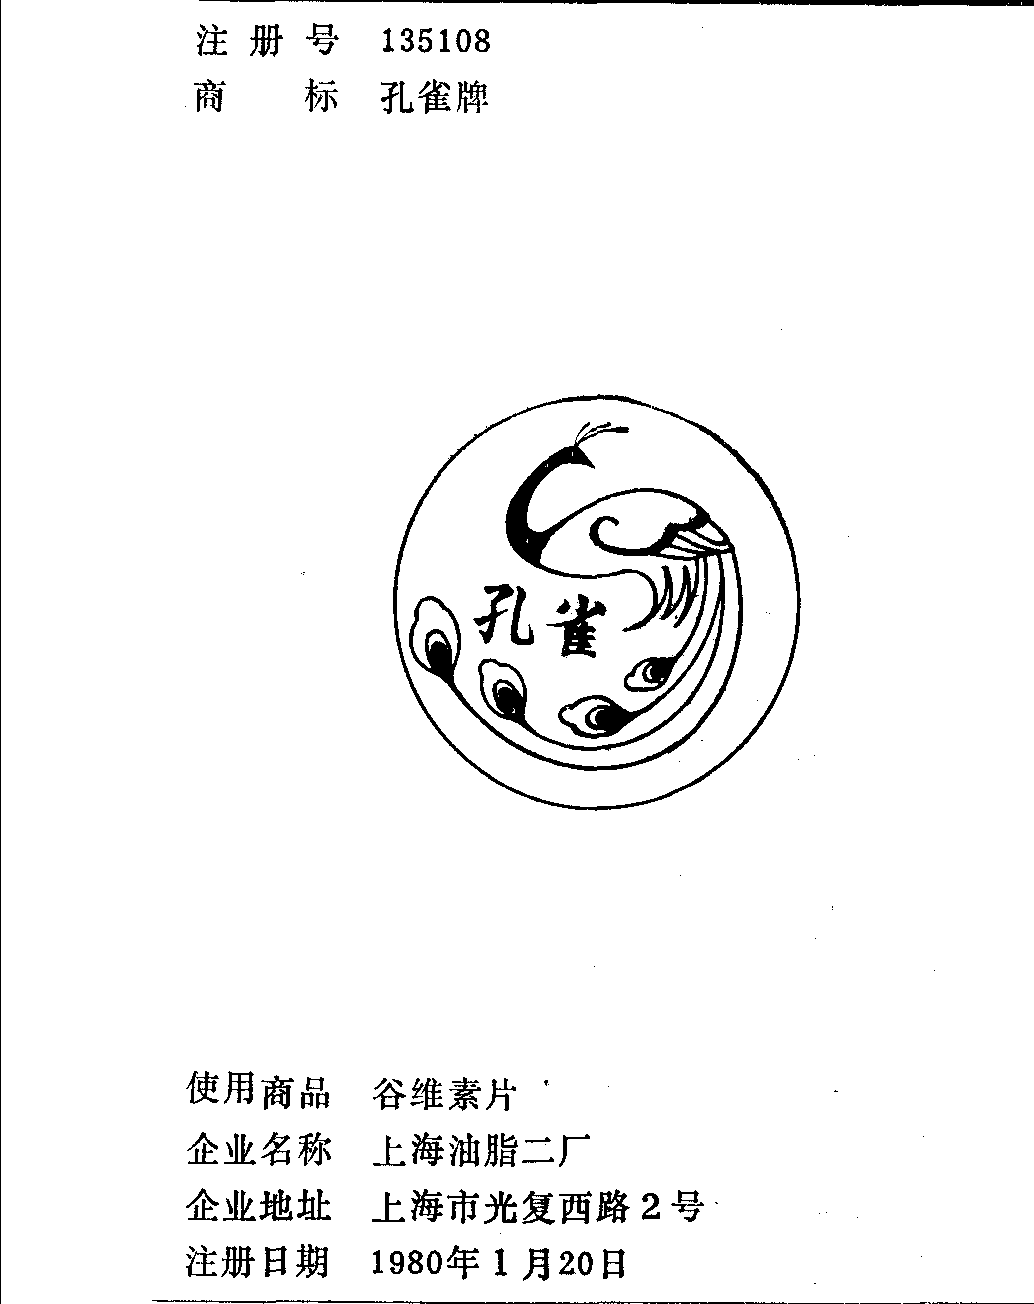 注册号 135108
商标 孔雀牌
孔雀
使用商品 谷维素片
企业名称 上海油脂二厂
企业地址 上海市光复西路2号
注册日期 1980年1月20日